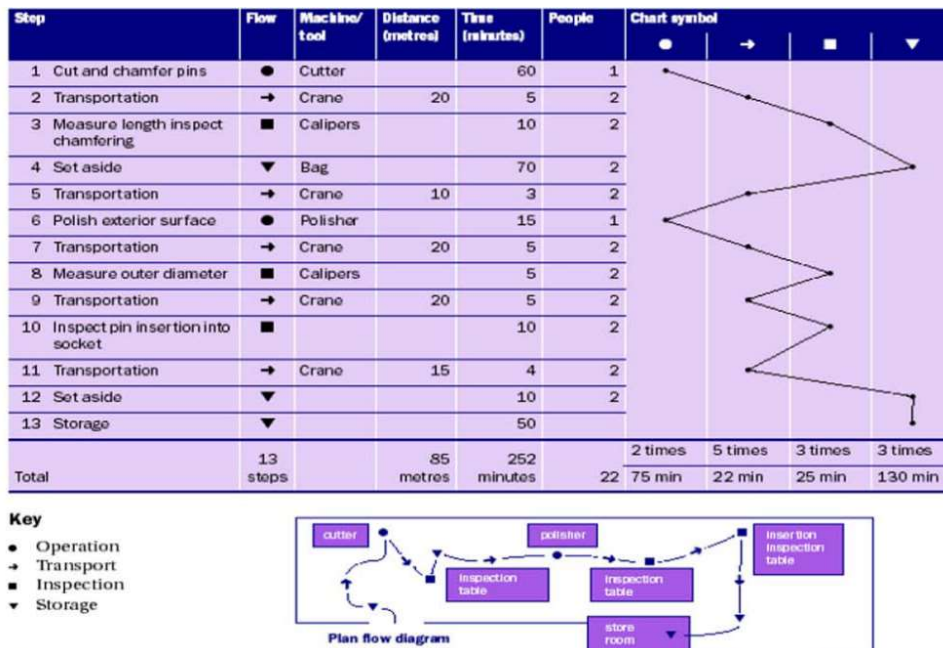 Step Flow Machine/ tool Distance (metres) Time (minutes) People Chart symbol
● ➔ ■ ▼
1 Cut and chamfer pins ● Cutter 60 1
2 Transportation ➔ Crane 20 5 2
3 Measure length inspect chamfering ■ Calipers 10 2
4 Set aside ▼ Bag 70 2
5 Transportation ➔ Crane 10 3 2
6 Polish exterior surface ● Polisher 15 1
7 Transportation ➔ Crane 20 5 2
8 Measure outer diameter ■ Calipers 5 2
9 Transportation ➔ Crane 20 5 2
10 Inspect pin insertion into socket ■ 10 2
11 Transportation ➔ Crane 15 4 2
12 Set aside ▼ 10 2
13 Storage ▼ 50
Total 13 steps 85 metres 252 minutes 22
2 times 5 times 3 times 3 times
75 min 22 min 25 min 130 min
Key
● Operation
➔ Transport
■ Inspection
▼ Storage
cutter
polisher
insertion
inspection
table
inspection
table
inspection
table
store
room
Plan flow diagram